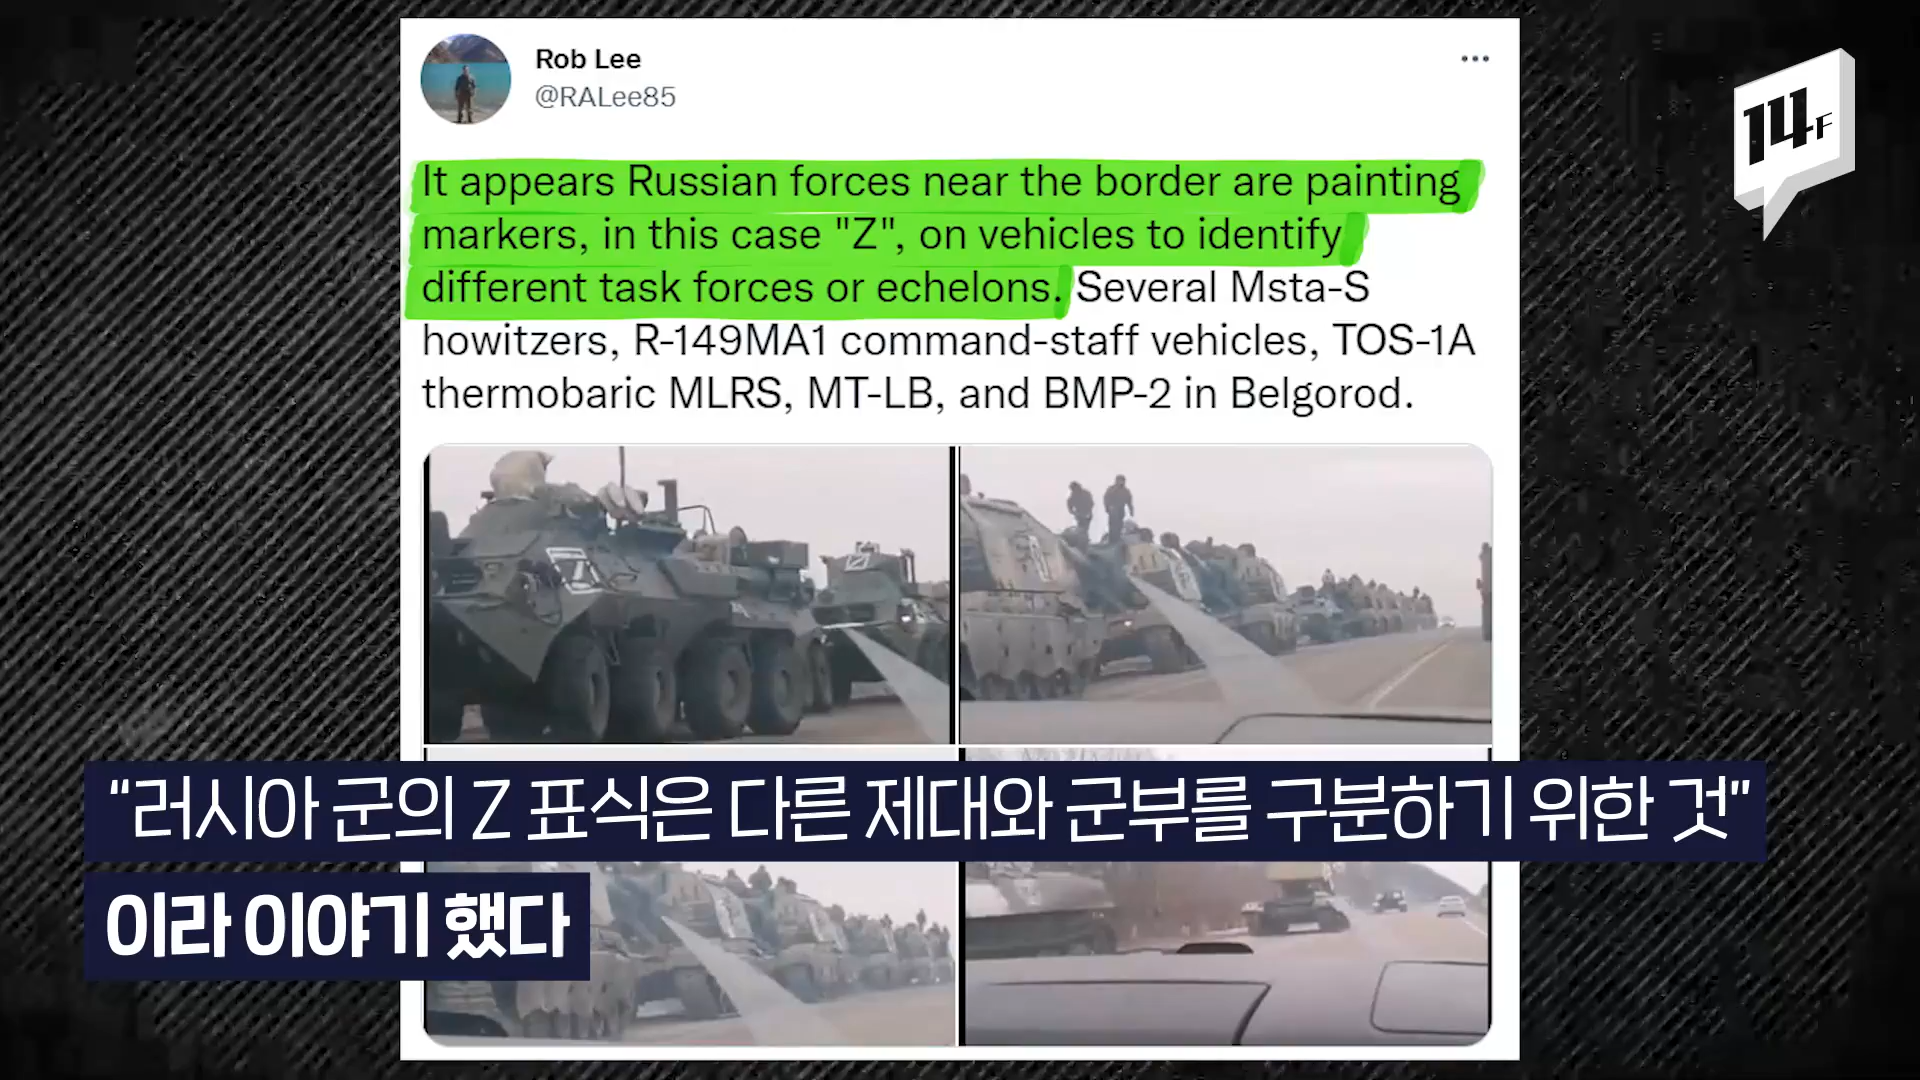 Rob Lee
@RALee85
14F
It appears Russian forces near the border are painting
markers, in this case "Z", on vehicles to identify
different task forces or echelons. Several Msta-S
howitzers, R-149MA1 command-staff vehicles, TOS-1A
thermobaric MLRS, MT-LB, and BMP-2 in Belgorod.
Z
Z
“러시아 군의 Z 표식은 다른 제대와 군부를 구분하기 위한 것”
이라 이야기 했다